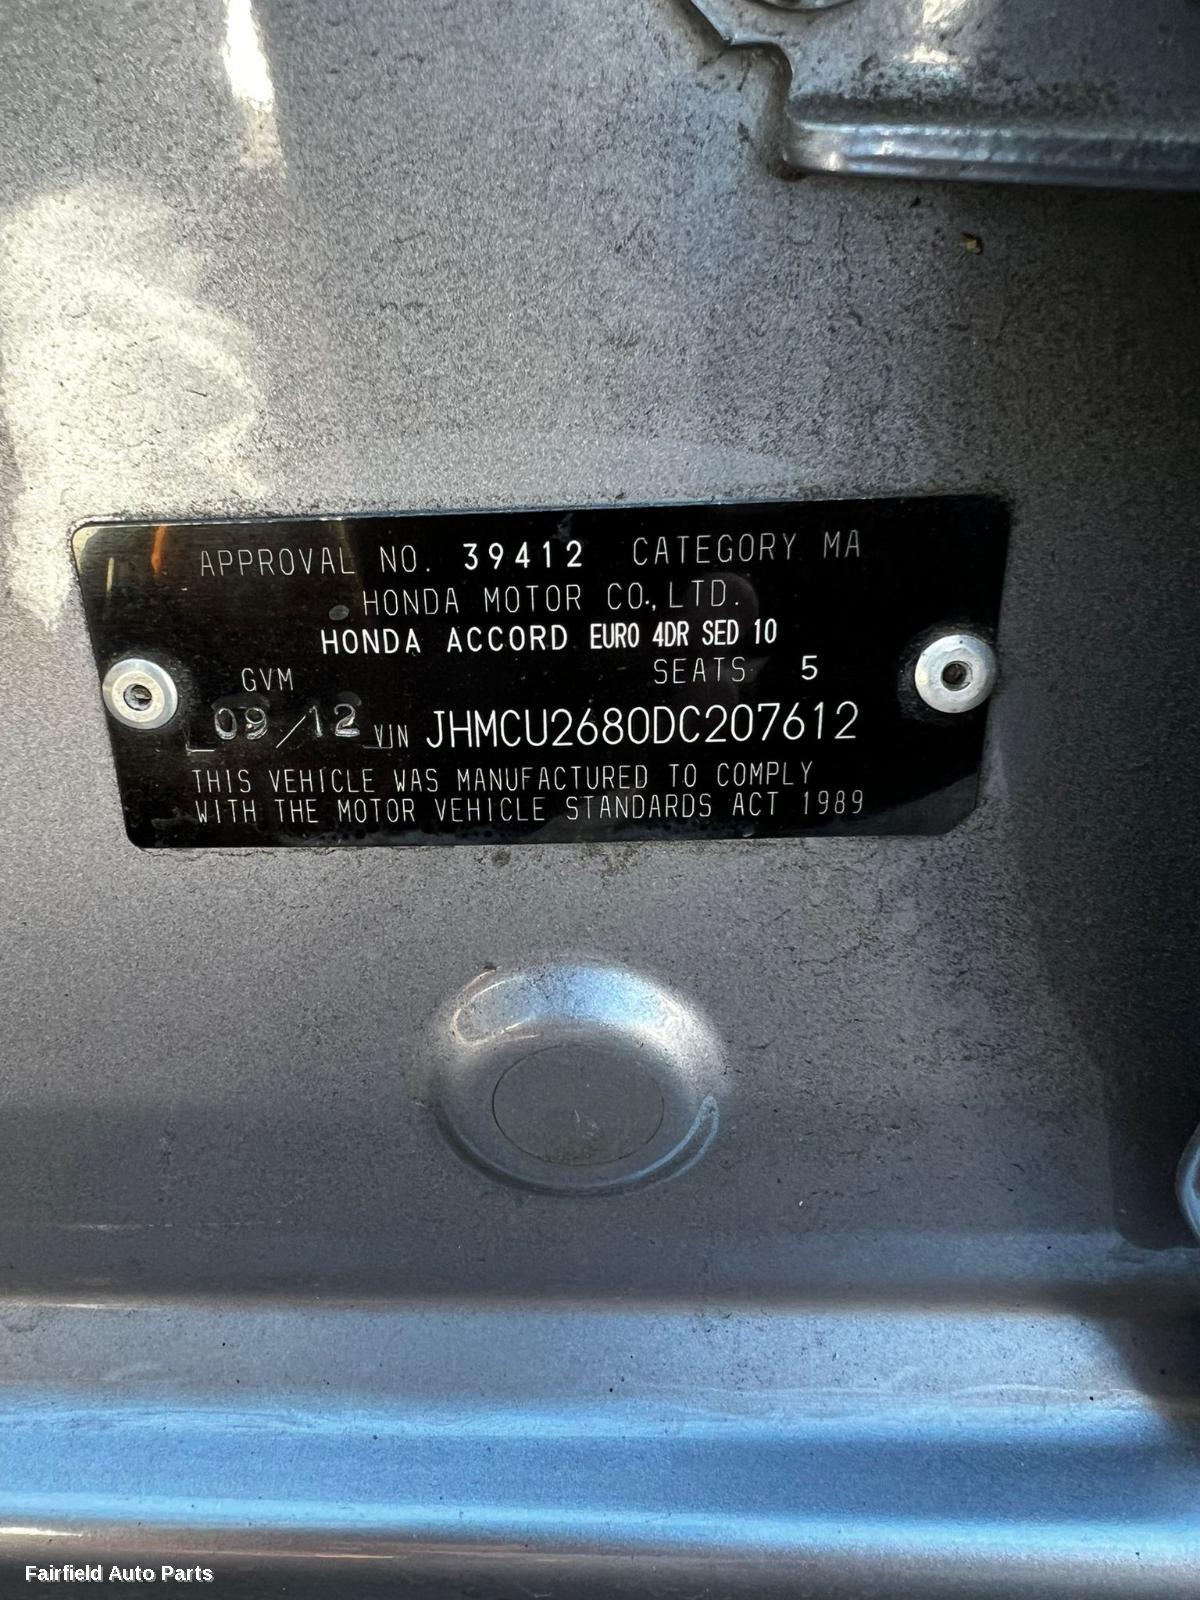 APPROVAL NO. 39412 CATEGORY MA
HONDA MOTOR CO.,LTD.
HONDA ACCORD EURO 4DR SED 10
GVM SEATS 5
09/12 VIN JHMCU2680DC207612
THIS VEHICLE WAS MANUFACTURED TO COMPLY
WITH THE MOTOR VEHICLE STANDARDS ACT 1989
Fairfield Auto Parts